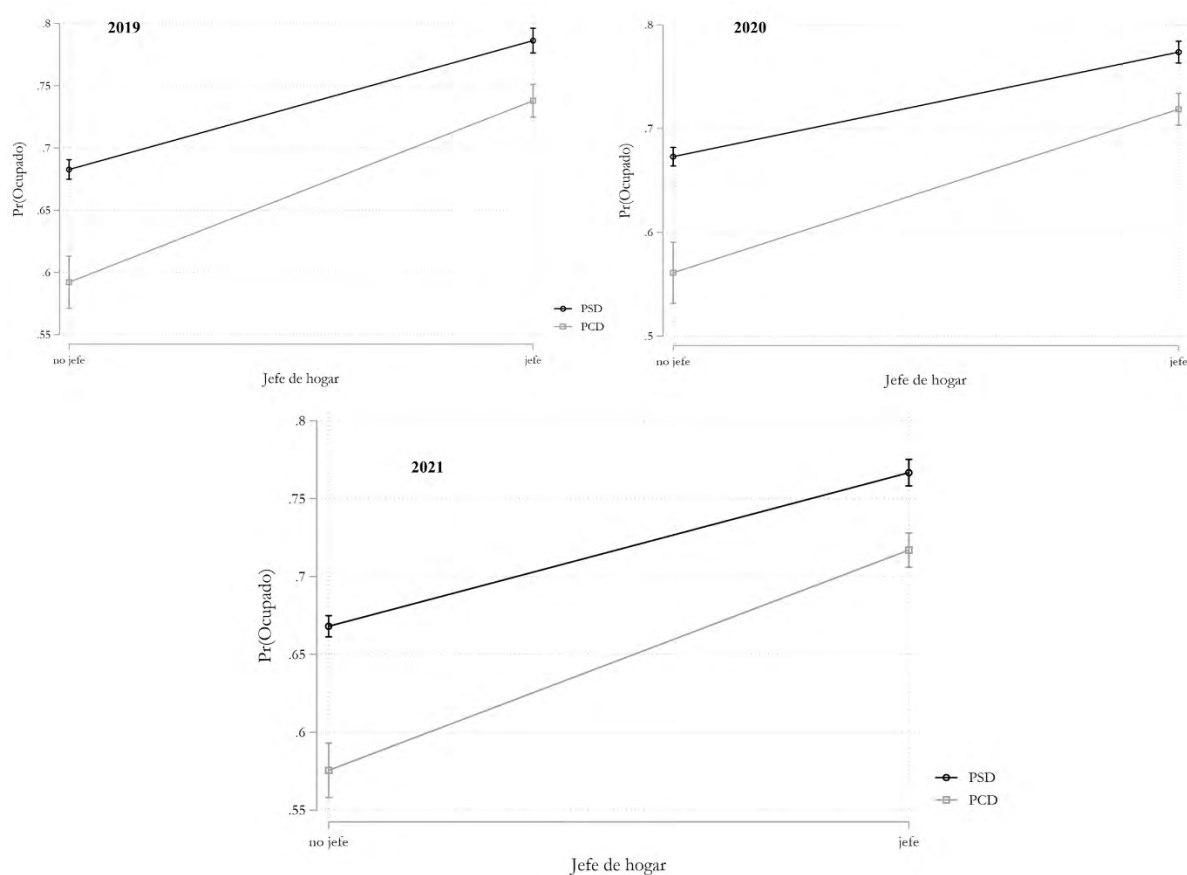 2019
.8
.75
.7
.65
.6
.55
Pr(Ocupado)
no jefe
jefe
Jefe de hogar
PSD
PCD
2020
.8
.7
.6
.5
Pr(Ocupado)
no jefe
jefe
Jefe de hogar
2021
.8
.75
.7
.65
.6
.55
Pr(Ocupado)
no jefe
jefe
Jefe de hogar
PSD
PCD